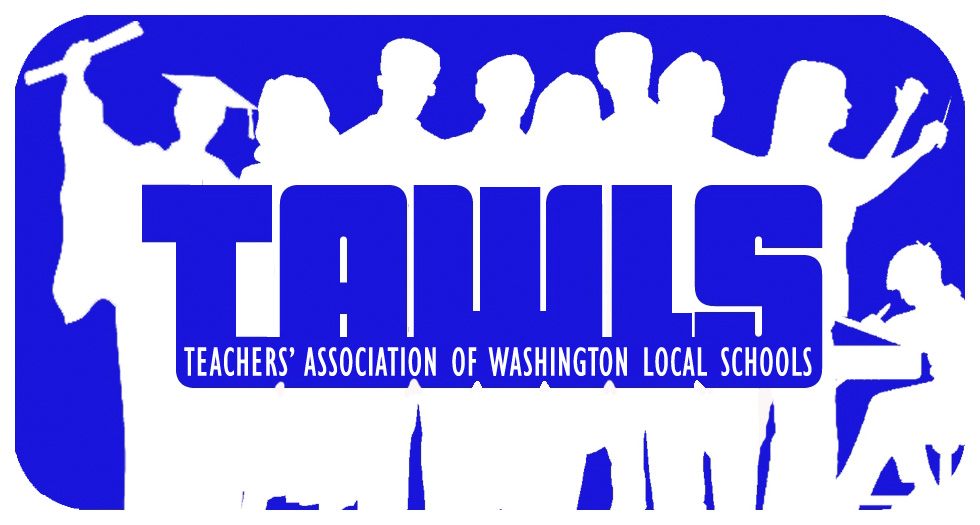 TAWLS
TEACHERS’ ASSOCIATION OF WASHINGTON LOCAL SCHOOLS